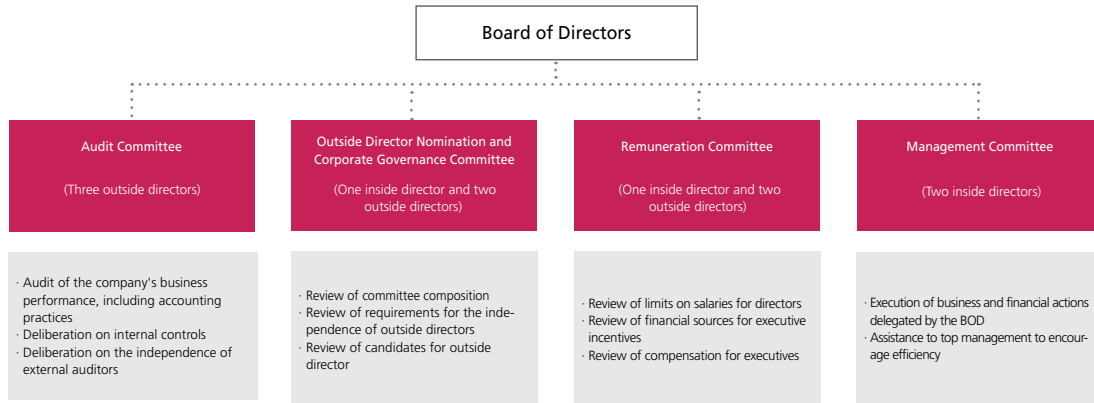 Board of Directors
Audit Committee
(Three outside directors)
Outside Director Nomination and
Corporate Governance Committee
(One inside director and two
outside directors)
Remuneration Committee
(One inside director and two
outside directors)
Management Committee
(Two inside directors)
· Audit of the company's business
performance, including accounting
practices
· Deliberation on internal controls
· Deliberation on the independence of
external auditors
· Review of committee composition
· Review of requirements for the inde-
pendence of outside directors
· Review of candidates for outside
director
· Review of limits on salaries for directors
· Review of financial sources for executive
incentives
· Review of compensation for executives
· Execution of business and financial actions
delegated by the BOD
· Assistance to top management to encour-
age efficiency